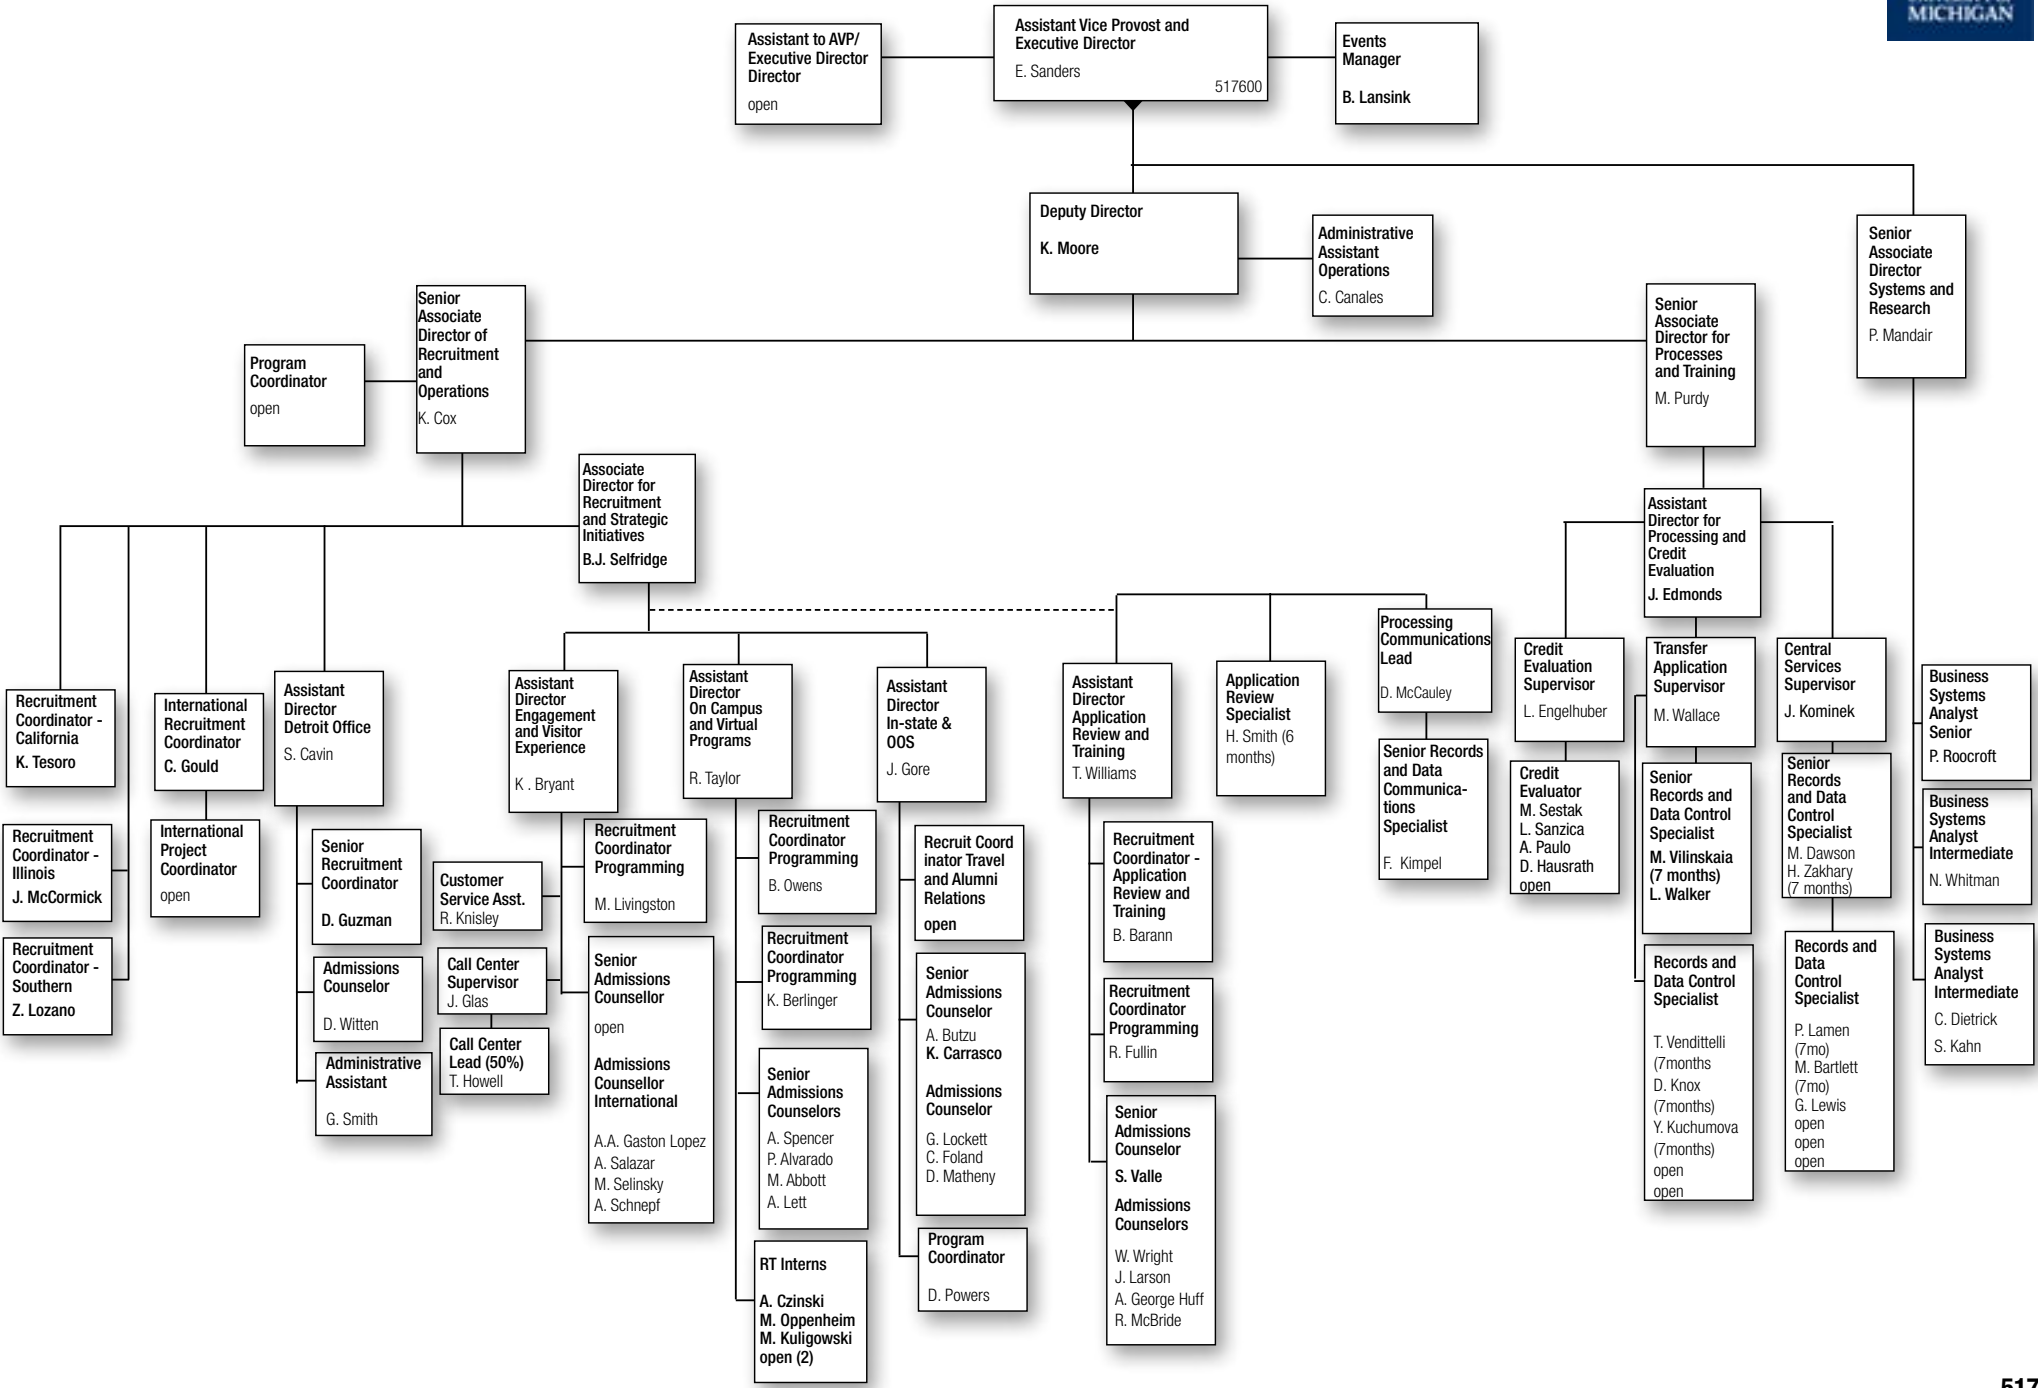 MICHIGAN
Assistant to AVP/
Executive Director
Director
open
Assistant Vice Provost and
Executive Director
E. Sanders
517600
Events
Manager
B. Lansink
Deputy Director
K. Moore
Administrative
Assistant
Operations
C. Canales
Senior
Associate
Director
Systems and
Research
P. Mandair
Program
Coordinator
open
Senior
Associate
Director of
Recruitment
and
Operations
K. Cox
Senior
Associate
Director for
Processes
and Training
M. Purdy
Associate
Director for
Recruitment
and Strategic
Initiatives
B.J. Selfridge
Assistant
Director for
Processing and
Credit
Evaluation
J. Edmonds
Recruitment
Coordinator -
California
K. Tesoro
Recruitment
Coordinator -
Illinois
J. McCormick
Recruitment
Coordinator -
Southern
Z. Lozano
International
Recruitment
Coordinator
C. Gould
International
Project
Coordinator
open
Assistant
Director
Detroit Office
S. Cavin
Senior
Recruitment
Coordinator
D. Guzman
Admissions
Counselor
D. Witten
Administrative
Assistant
G. Smith
Assistant
Director
Engagement
and Visitor
Experience
K . Bryant
Customer
Service Asst.
R. Knisley
Call Center
Supervisor
J. Glas
Call Center
Lead (50%)
T. Howell
Recruitment
Coordinator
Programming
M. Livingston
Senior
Admissions
Counsellor
open
Admissions
Counsellor
International
A.A. Gaston Lopez
A. Salazar
M. Selinsky
A. Schnepf
Assistant
Director
On Campus
and Virtual
Programs
R. Taylor
Recruitment
Coordinator
Programming
B. Owens
Recruitment
Coordinator
Programming
K. Berlinger
Senior
Admissions
Counselors
A. Spencer
P. Alvarado
M. Abbott
A. Lett
RT Interns
A. Czinski
M. Oppenheim
M. Kuligowski
open (2)
Assistant
Director
In-state &
OOS
J. Gore
Recruit Coord
inator Travel
and Alumni
Relations
open
Senior
Admissions
Counselor
A. Butzu
K. Carrasco
Admissions
Counselor
G. Lockett
C. Foland
D. Matheny
Program
Coordinator
D. Powers
Assistant
Director
Application
Review and
Training
T. Williams
Recruitment
Coordinator -
Application
Review and
Training
B. Barann
Recruitment
Coordinator
Programming
R. Fullin
Senior
Admissions
Counselor
S. Valle
Admissions
Counselors
W. Wright
J. Larson
A. George Huff
R. McBride
Application
Review
Specialist
H. Smith (6
months)
Processing
Communications
Lead
D. McCauley
Senior Records
and Data
Communica-
tions
Specialist
F. Kimpel
Credit
Evaluation
Supervisor
L. Engelhuber
Credit
Evaluator
M. Sestak
L. Sanzica
A. Paulo
D. Hausrath
open
Transfer
Application
Supervisor
M. Wallace
Senior
Records and
Data Control
Specialist
M. Vilinskaia
(7 months)
L. Walker
Records and
Data Control
Specialist
T. Vendittelli
(7months
D. Knox
(7months)
Y. Kuchumova
(7months)
open
open
Central
Services
Supervisor
J. Kominek
Senior
Records
and Data
Control
Specialist
M. Dawson
H. Zakhary
(7 months)
Records and
Data
Control
Specialist
P. Lamen
(7mo)
M. Bartlett
(7mo)
G. Lewis
open
open
open
Business
Systems
Analyst
Senior
P. Roocroft
Business
Systems
Analyst
Intermediate
N. Whitman
Business
Systems
Analyst
Intermediate
C. Dietrick
S. Kahn
517